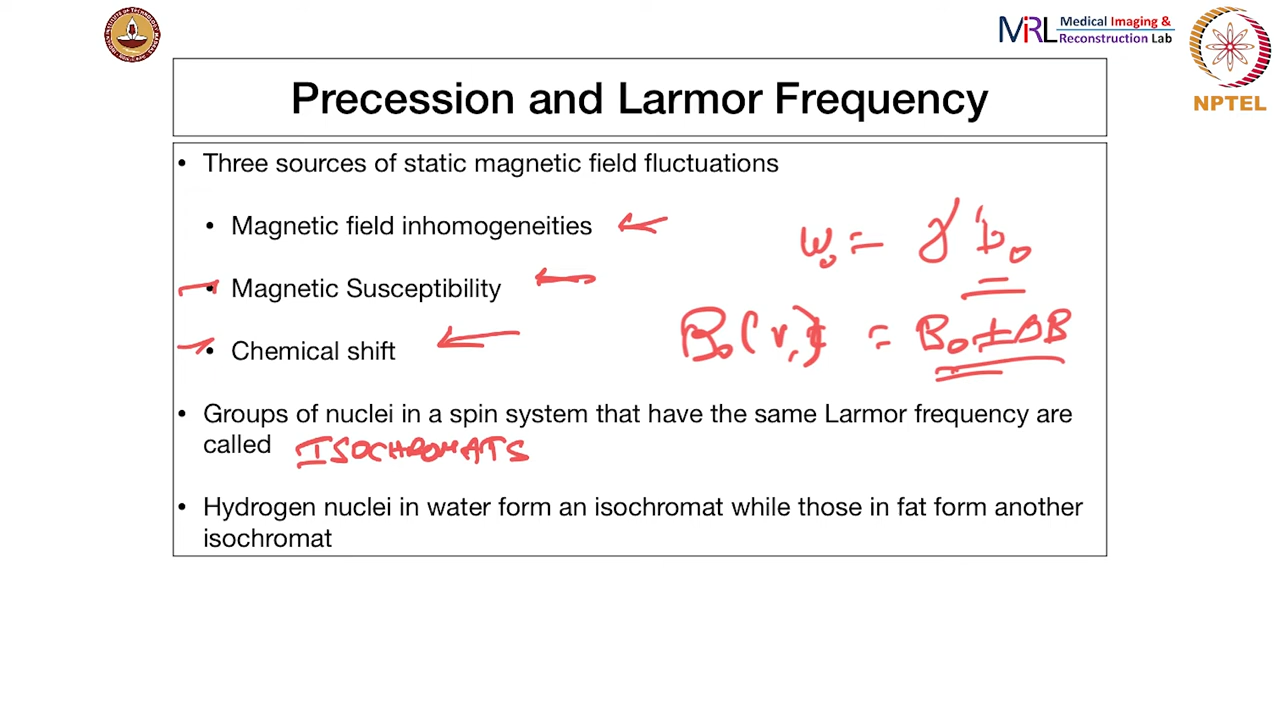 MIRL Medical Imaging &
Reconstruction Lab
NPTEL
Precession and Larmor Frequency
• Three sources of static magnetic field fluctuations
• Magnetic field inhomogeneities
ω₀ = γ b₀
• Magnetic Susceptibility
B₀(r, = B₀ ± ΔB
• Chemical shift
• Groups of nuclei in a spin system that have the same Larmor frequency are
called ISOCHROMATS
• Hydrogen nuclei in water form an isochromat while those in fat form another
isochromat